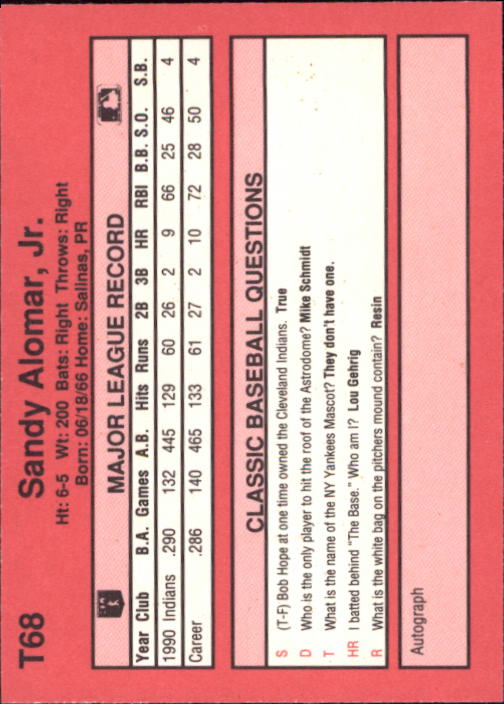 T68
Sandy Alomar, Jr.
Ht: 6-5 Wt: 200 Bats: Right Throws: Right
Born: 06/18/66 Home: Salinas, PR
MAJOR LEAGUE RECORD
Year Club B.A. Games A.B. Hits Runs 2B 3B HR RBI B.B. S.O. S.B.
1990 Indians .290 132 445 129 60 26 2 9 66 25 46 4
Career .286 140 465 133 61 27 2 10 72 28 50 4
CLASSIC BASEBALL QUESTIONS
S (T-F) Bob Hope at one time owned the Cleveland Indians. True
D Who is the only player to hit the roof of the Astrodome? Mike Schmidt
T What is the name of the NY Yankees Mascot? They don't have one.
HR I batted behind "The Base." Who am I? Lou Gehrig
R What is the white bag on the pitchers mound contain? Resin
Autograph